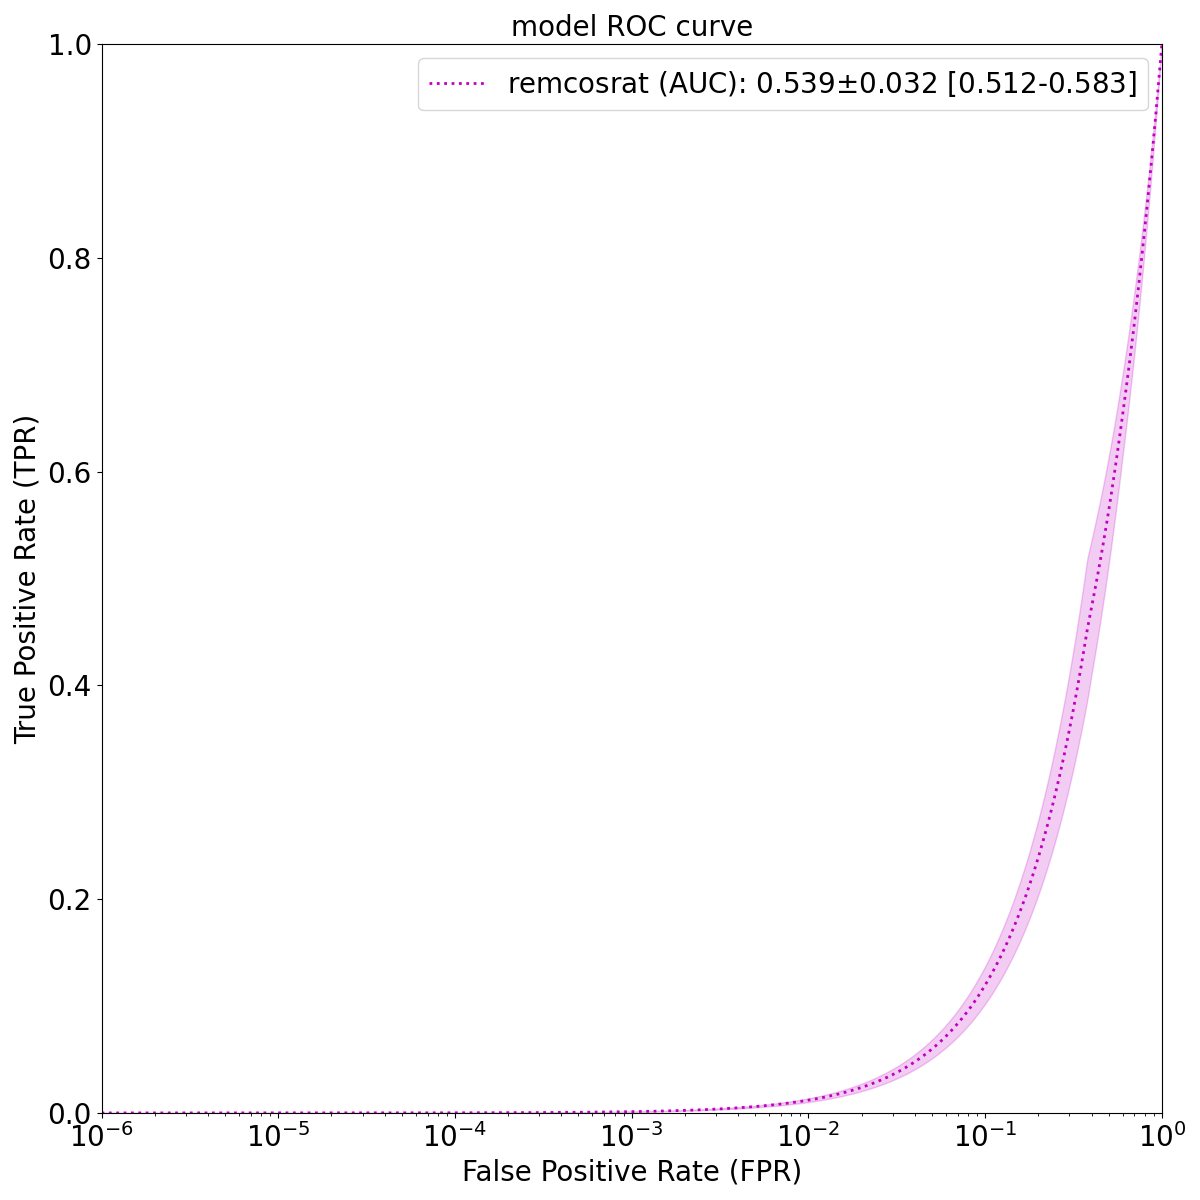 model ROC curve
remcosrat (AUC): 0.539±0.032 [0.512-0.583]
1.0
0.8
0.6
0.4
0.2
0.0
True Positive Rate (TPR)
10⁻⁶ 10⁻⁵ 10⁻⁴ 10⁻³ 10⁻² 10⁻¹ 10⁰
False Positive Rate (FPR)